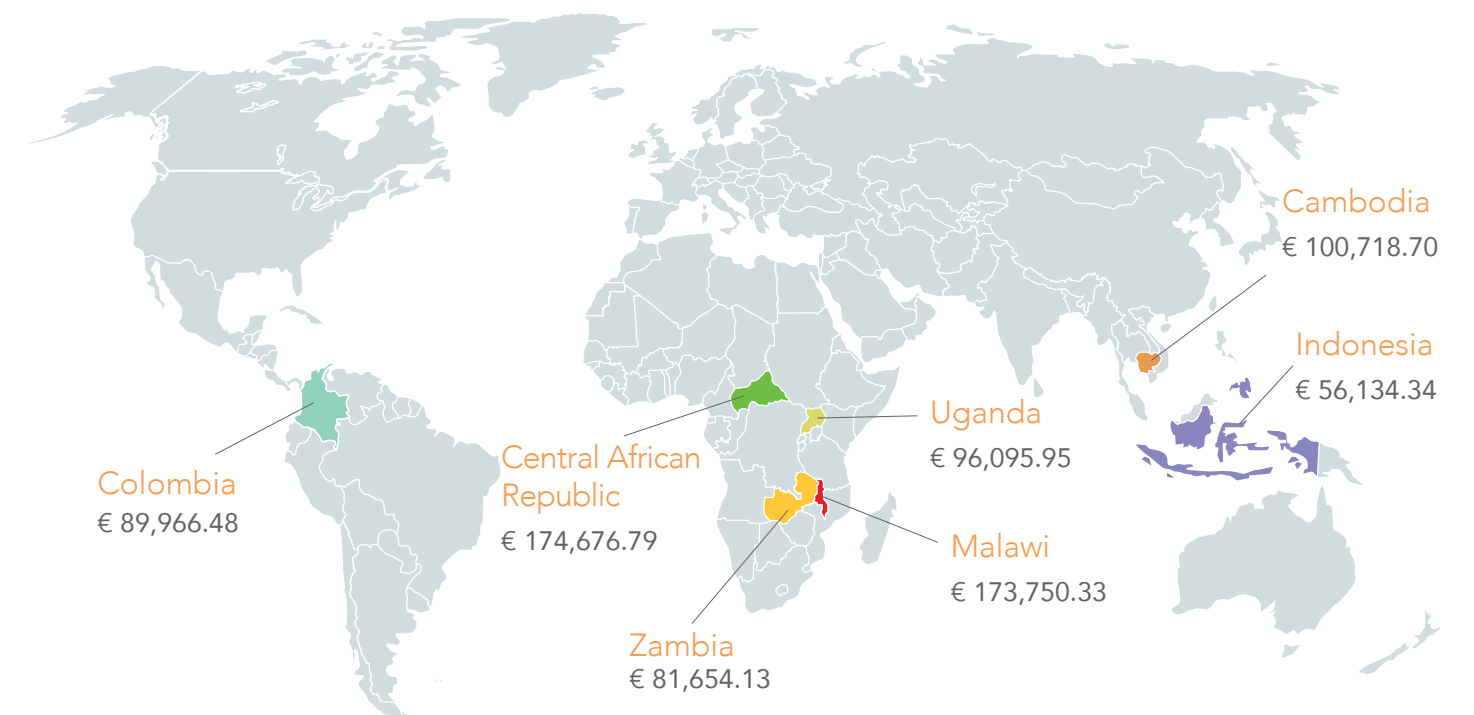 Cambodia
€ 100,718.70
Indonesia
€ 56,134.34
Uganda
€ 96,095.95
Central African
Republic
€ 174,676.79
Colombia
€ 89,966.48
Malawi
€ 173,750.33
Zambia
€ 81,654.13